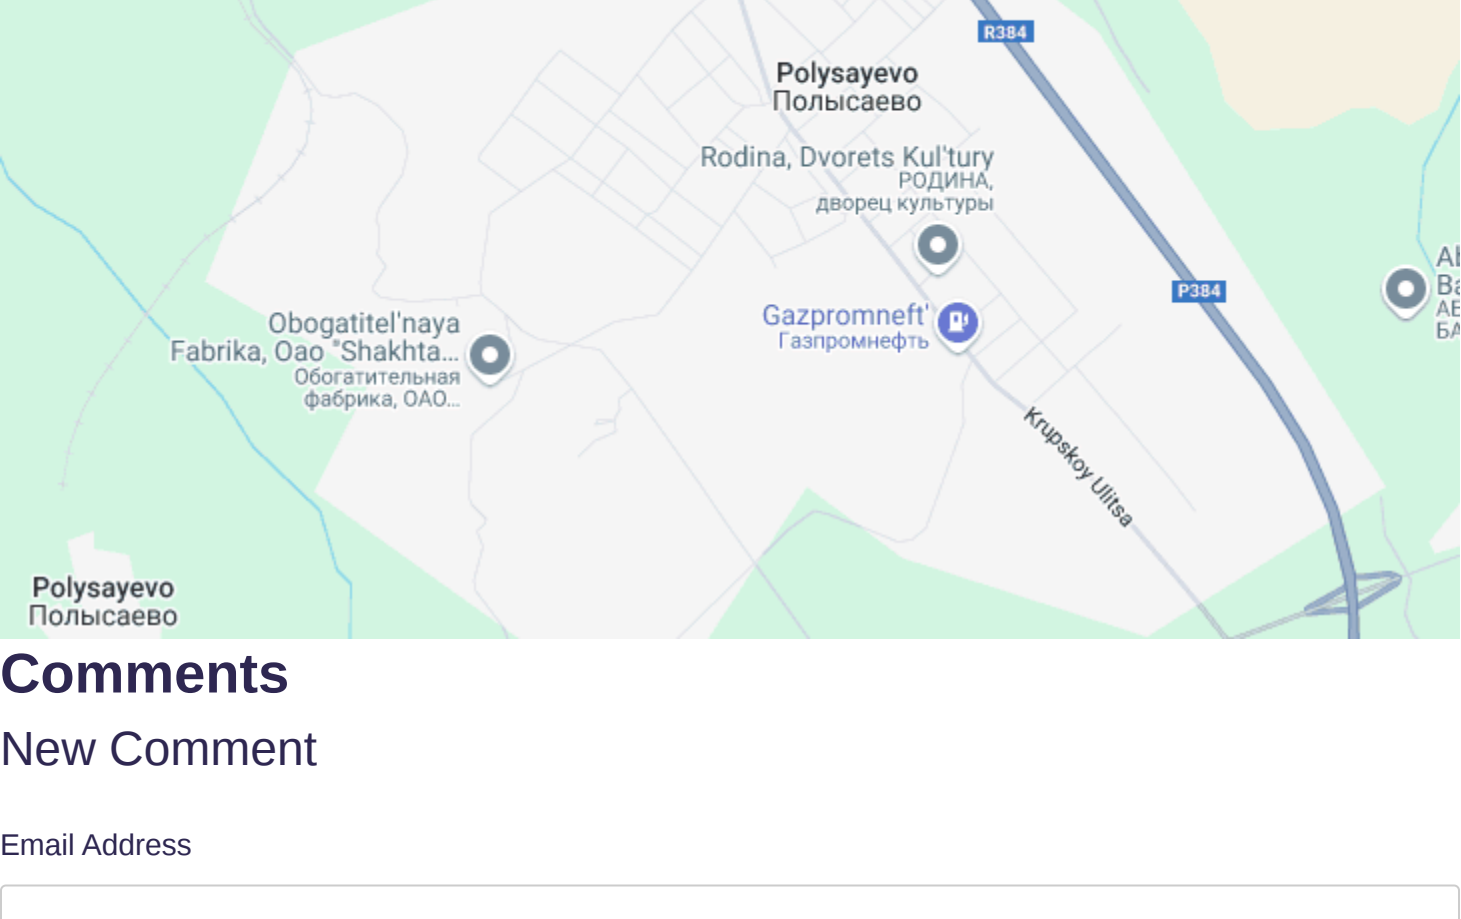 R384
Polysayevo
Полысаево
Rodina, Dvorets Kul'tury
РОДИНА,
дворец культуры
P384
Gazpromneft'
Газпромнефть
Obogatitel'naya
Fabrika, Oao "Shakhta...
Обогатительная
фабрика, ОАО...
Krupskoy Ulitsa
Polysayevo
Полысаево
Comments
New Comment
Email Address